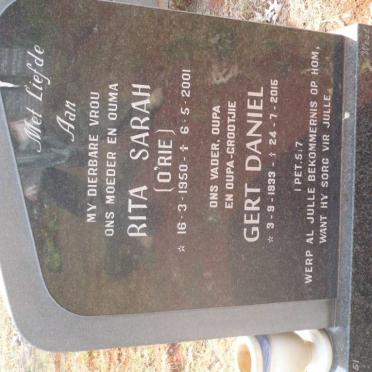 Met Liefde
Aan
MY DIERBARE VROU
ONS MOEDER EN OUMA
RITA SARAH
(O'RIE)
☆ 16·3·1950 - ✝ 6·5·2001
ONS VADER, OUPA
EN OUPA-GROOTJIE
GERT DANIEL
☆ 3-9-1933 - ✝ 24-7-2016
I PET.5:7
WERP AL JULLE BEKOMMERNIS OP HOM,
WANT HY SORG VIR JULLE.